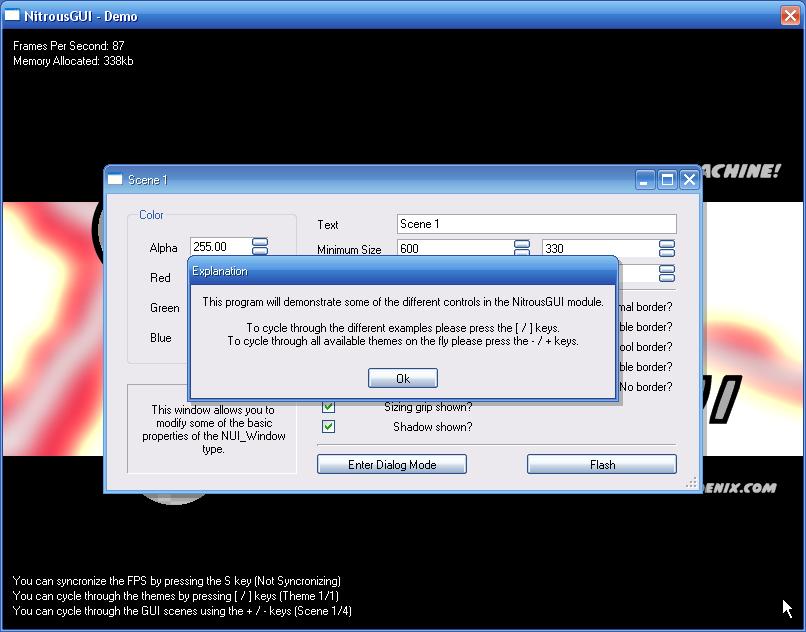 NitrousGUI - Demo
Frames Per Second: 87
Memory Allocated: 338kb
ACHINE!
Scene 1
Color
Alpha 255.00
Red
Green
Blue
Text Scene 1
Minimum Size 600 330
Explanation
This program will demonstrate some of the different controls in the NitrousGUI module.
To cycle through the different examples please press the [ / ] keys.
To cycle through all available themes on the fly please press the - / + keys.
Ok
mal border?
ble border?
ool border?
ble border?
No border?
Sizing grip shown?
Shadow shown?
This window allows you to
modify some of the basic
properties of the NUI_Window
type.
Enter Dialog Mode
Flash
UI
ENIX.COM
You can syncronize the FPS by pressing the S key (Not Syncronizing)
You can cycle through the themes by pressing [ / ] keys (Theme 1/1)
You can cycle through the GUI scenes using the + / - keys (Scene 1/4)